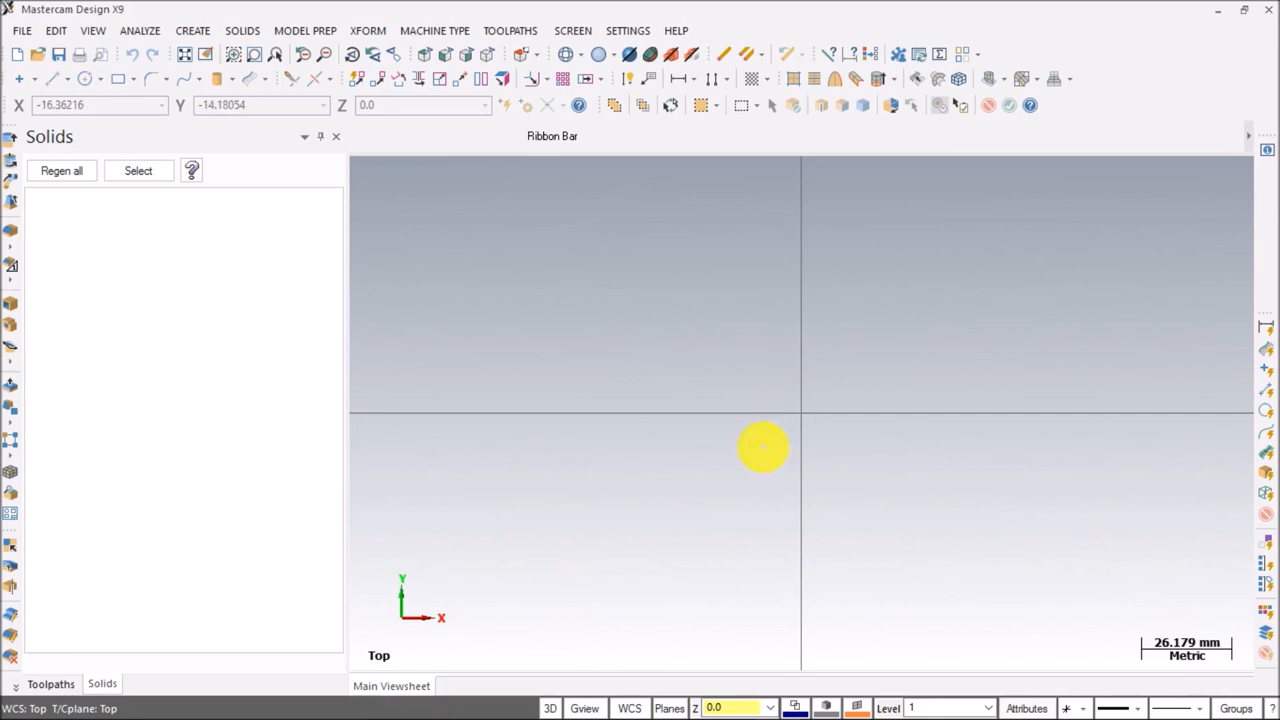 Mastercam Design X9
FILE EDIT VIEW ANALYZE CREATE SOLIDS MODEL PREP XFORM MACHINE TYPE TOOLPATHS SCREEN SETTINGS HELP
X -16.36216 Y -14.18054 Z 0.0
Solids
Ribbon Bar
Regen all Select
Y
X
Top
26.179 mm
Metric
Toolpaths Solids
Main Viewsheet
WCS: Top T/Cplane: Top 3D Gview WCS Planes Z 0.0 Level 1 Attributes Groups ?